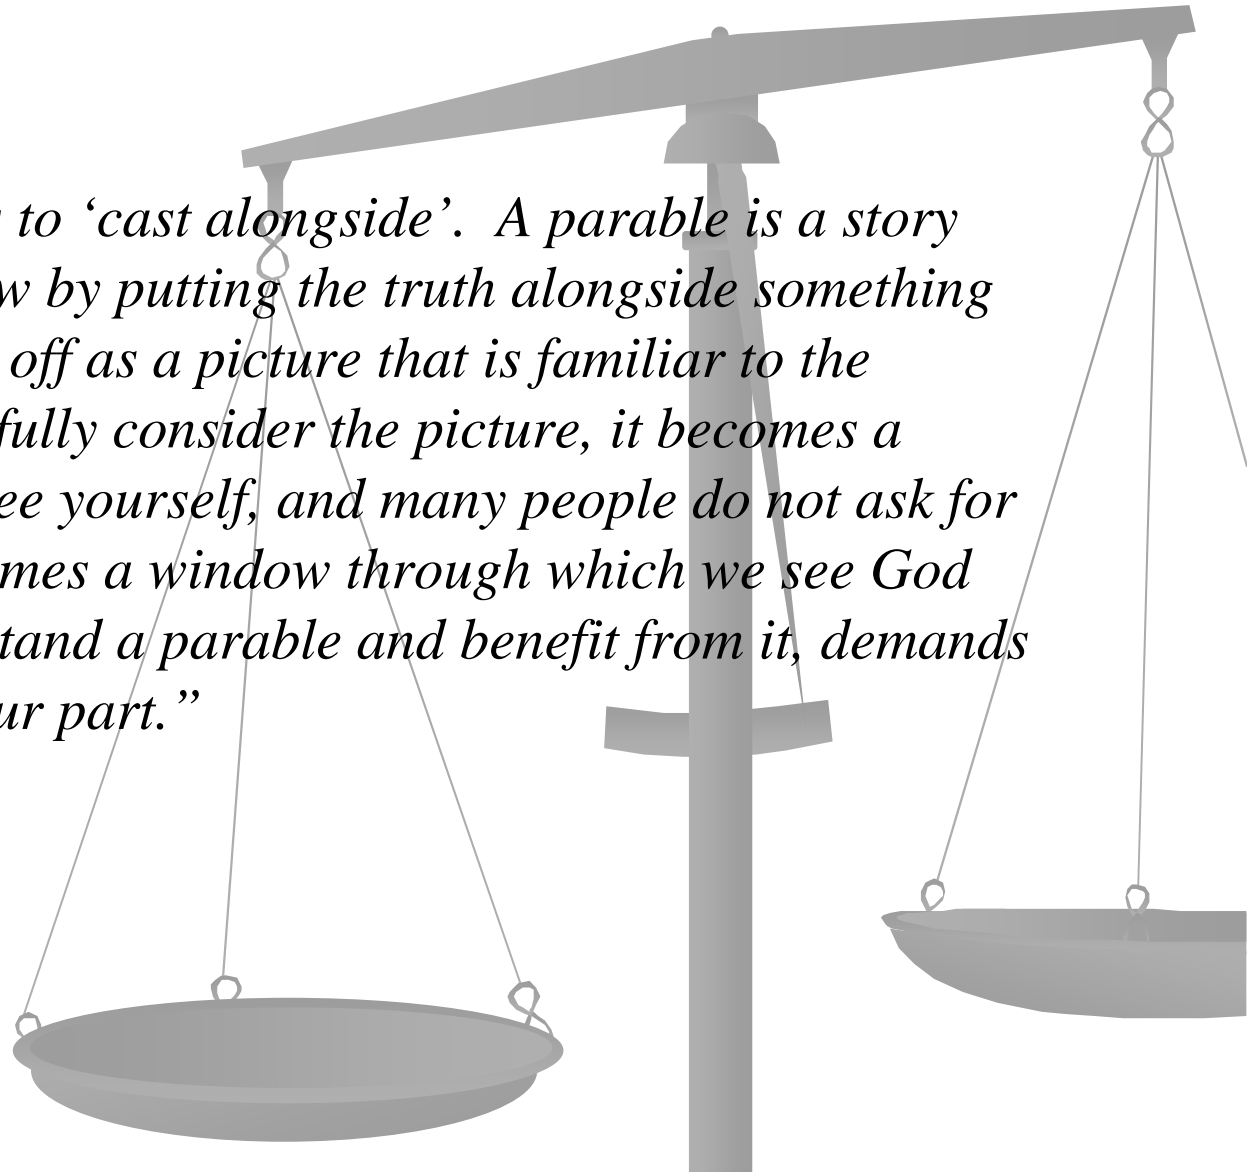 to ‘cast alongside’.  A parable is a story
w by putting the truth alongside something
off as a picture that is familiar to the
fully consider the picture, it becomes a
ee yourself, and many people do not ask for
mes a window through which we see God
tand a parable and benefit from it, demands
ur part.”